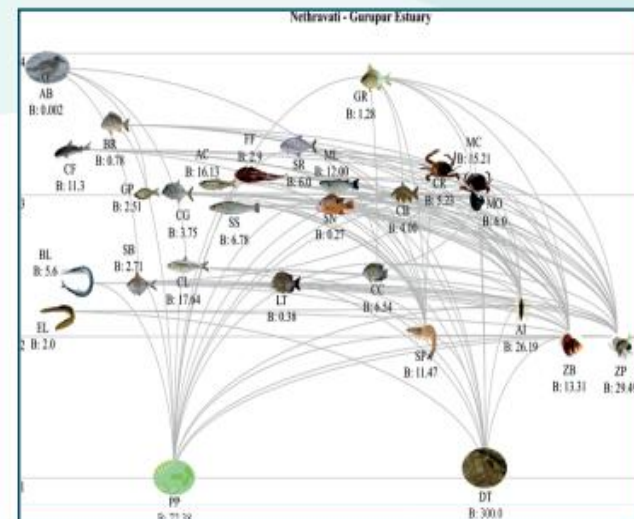 Nethravati - Gurupur Estuary
4
AB
B: 0.002
GR
B: 1.28
BR
B: 0.78
CF
B: 11.3
FF
B: 2.9
SR
B: 6.0
ML
B: 12.00
MC
B: 15.21
AC
B: 16.13
CR
B: 5.23
GP
B: 2.51
CG
B: 3.75
SS
B: 6.78
SN
B: 0.27
CB
B: 4.00
MO
B: 6.0
3
BL
B: 5.6
SB
B: 2.71
CL
B: 17.64
LT
B: 0.38
CC
B: 6.54
EL
B: 2.0
2
SP
B: 11.47
B: 26.19
ZB
B: 13.31
ZP
1
PP
DT
B: 300.0